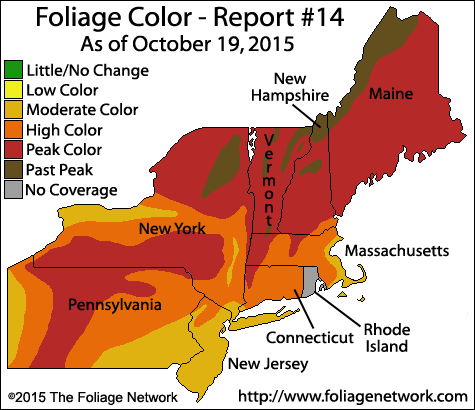 Foliage Color - Report #14
As of October 19, 2015
Little/No Change
Low Color
Moderate Color
High Color
Peak Color
Past Peak
No Coverage
New
Hampshire
Maine
Vermont
New York
Massachusetts
Pennsylvania
Connecticut
Rhode
Island
New Jersey
©2015 The Foliage Network
http://www.foliagenetwork.com